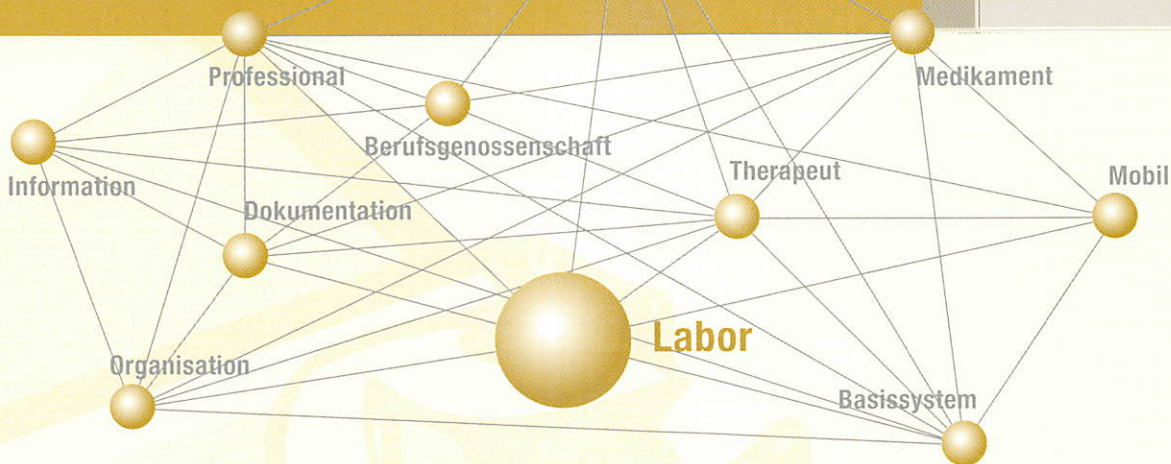 Professional
Medikament
Berufsgenossenschaft
Therapeut
Mobil
Information
Dokumentation
Labor
Organisation
Basissystem